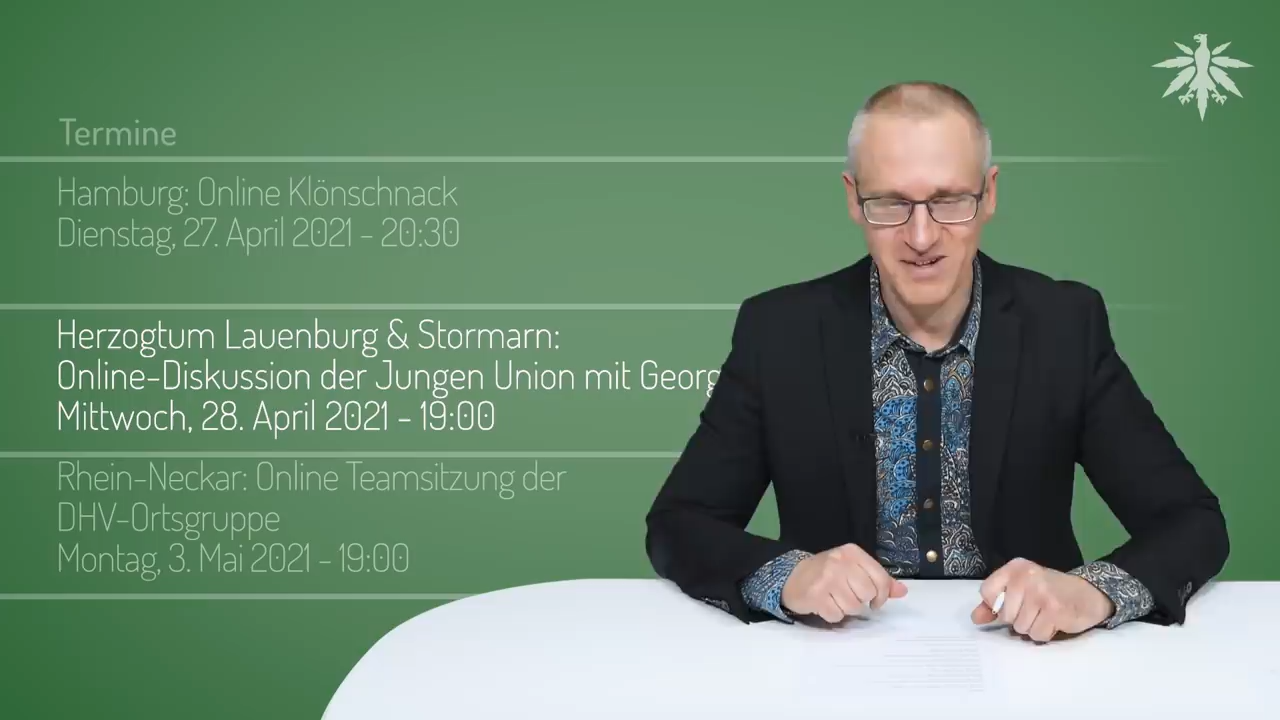 Termine
Hamburg: Online Klönschnack
Dienstag, 27. April 2021 - 20:30
Herzogtum Lauenburg & Stormarn:
Online-Diskussion der Jungen Union mit Georg
Mittwoch, 28. April 2021 - 19:00
Rhein-Neckar: Online Teamsitzung der
DHV-Ortsgruppe
Montag, 3. Mai 2021 - 19:00